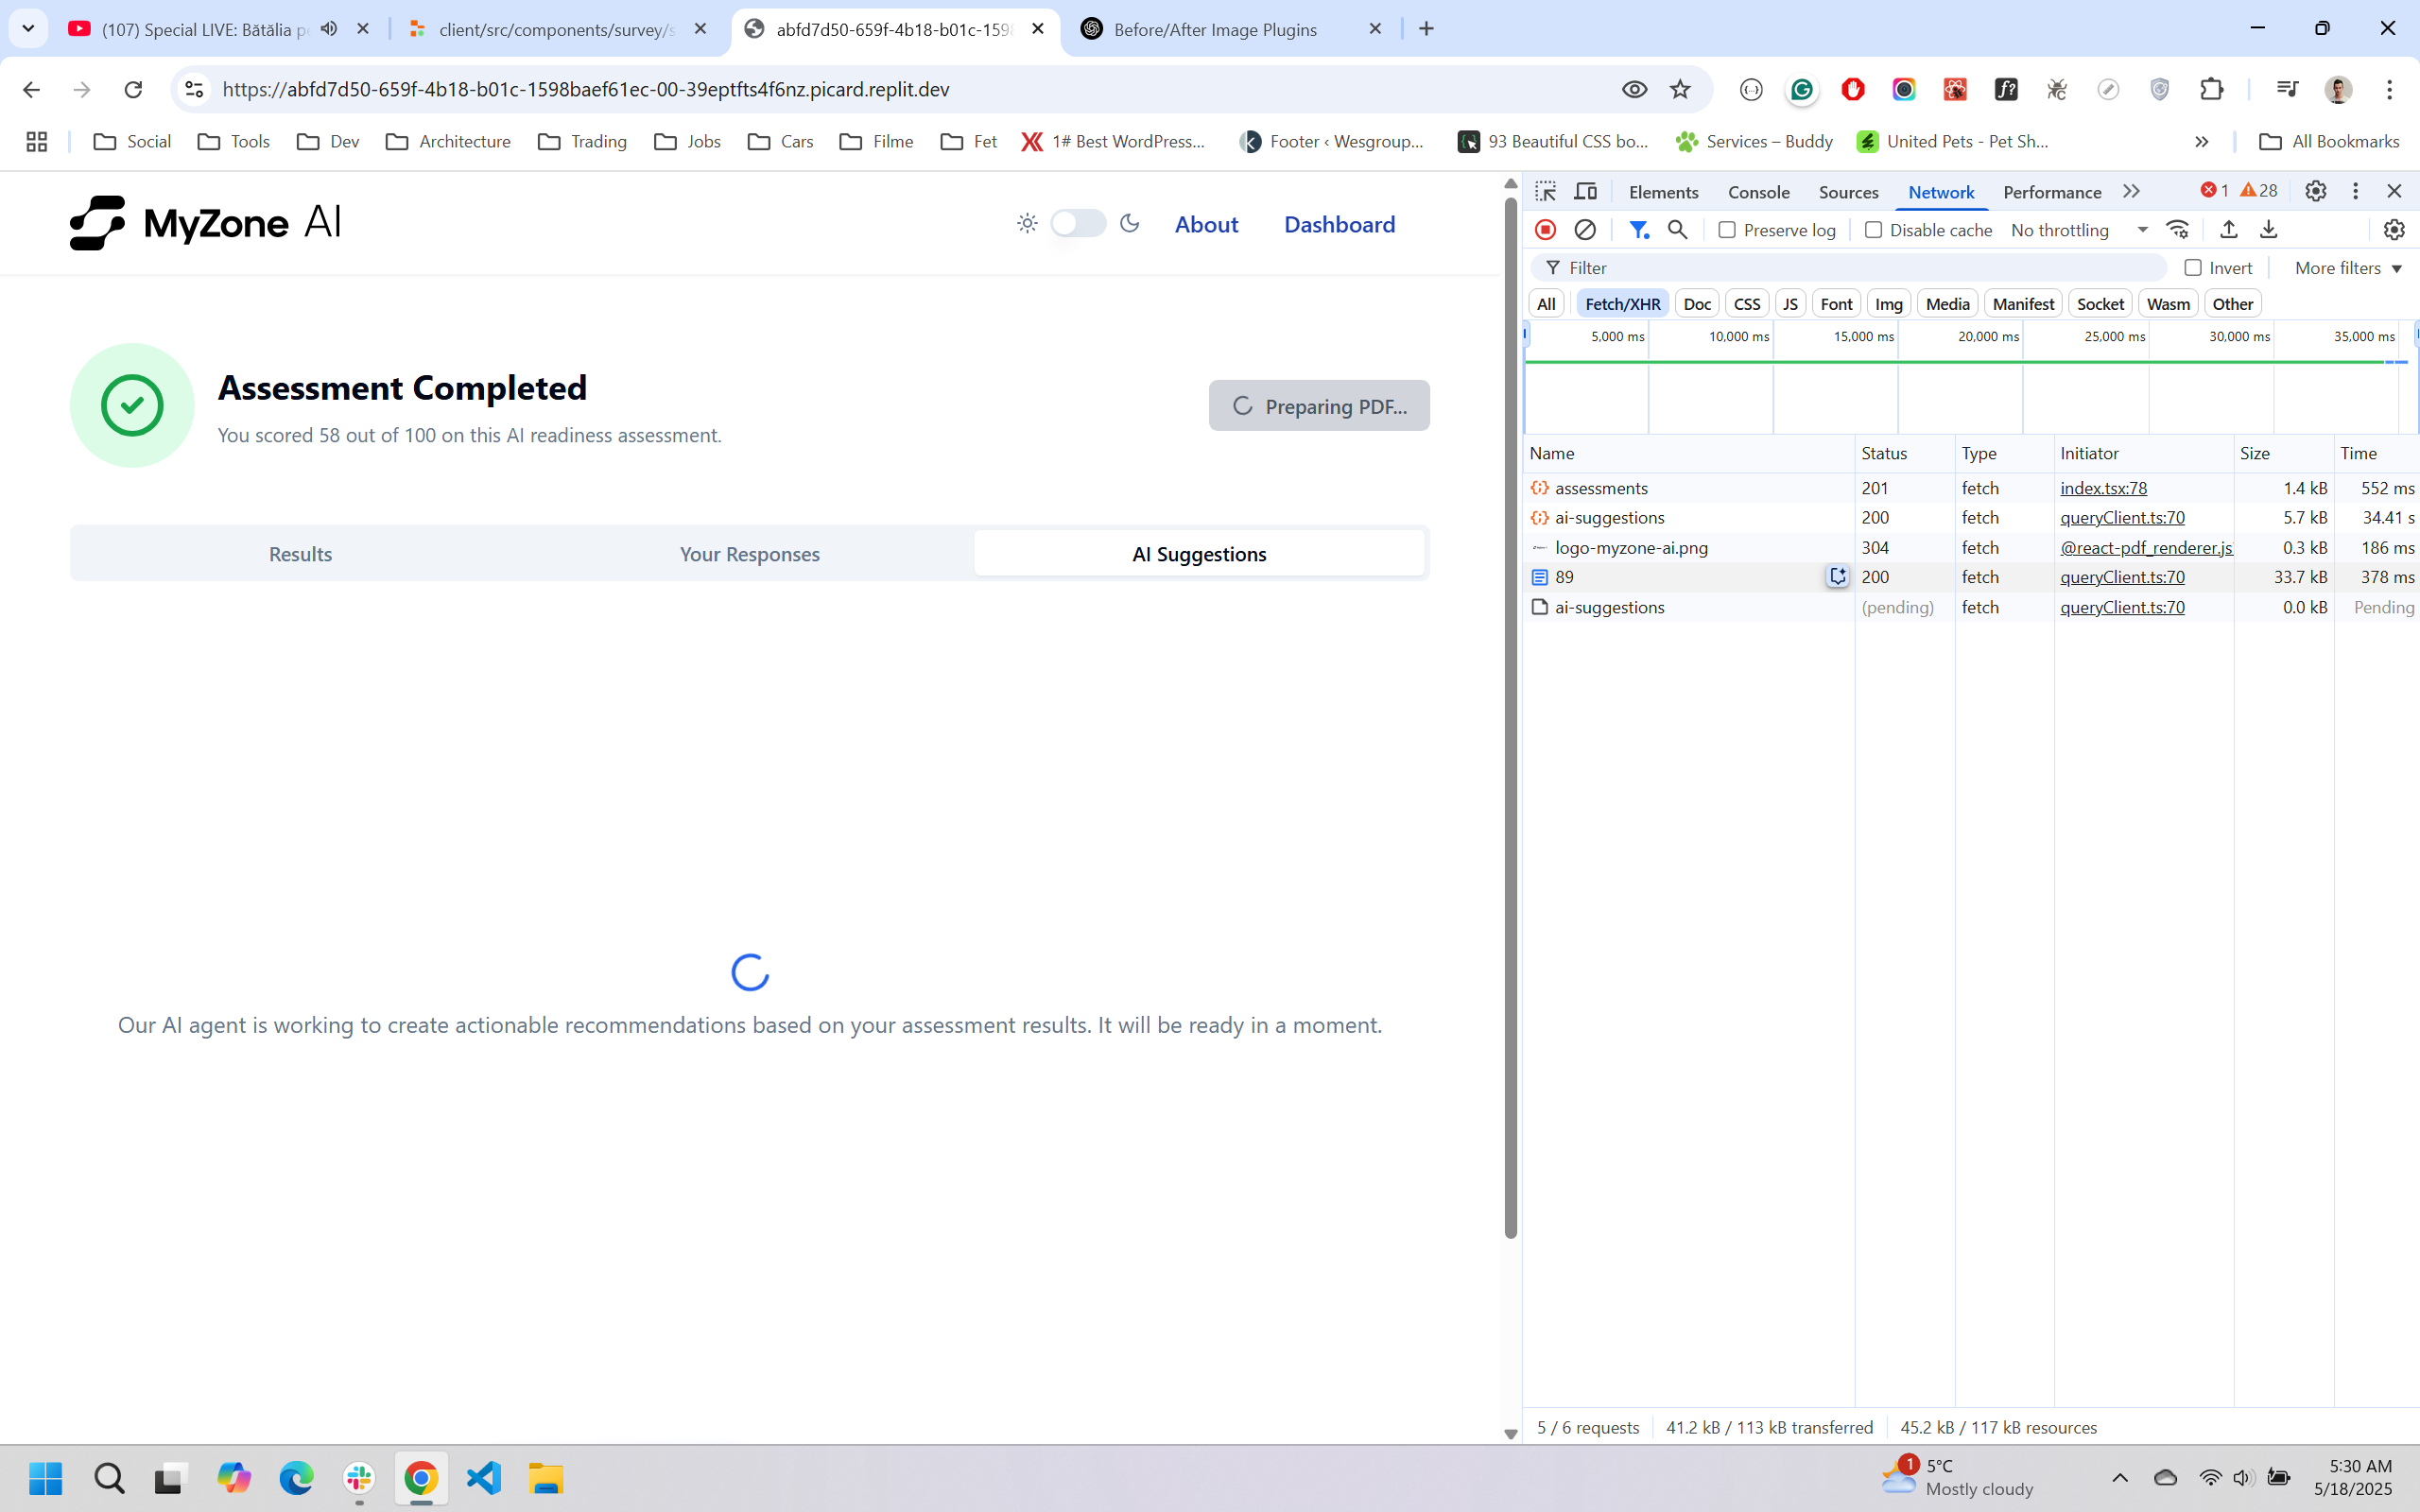 (107) Special LIVE: Bătălia p
client/src/components/survey/s
abfd7d50-659f-4b18-b01c-159
Before/After Image Plugins
https://abfd7d50-659f-4b18-b01c-1598baef61ec-00-39eptfts4f6nz.picard.replit.dev
Social
Tools
Dev
Architecture
Trading
Jobs
Cars
Filme
Fet
1# Best WordPress...
Footer ‹ Wesgroup...
93 Beautiful CSS bo...
Services – Buddy
United Pets - Pet Sh...
All Bookmarks
MyZone AI
About
Dashboard
Assessment Completed
You scored 58 out of 100 on this AI readiness assessment.
Preparing PDF...
Results
Your Responses
AI Suggestions
Our AI agent is working to create actionable recommendations based on your assessment results. It will be ready in a moment.
Elements
Console
Sources
Network
Performance
1
28
Preserve log
Disable cache
No throttling
Filter
Invert
More filters
All
Fetch/XHR
Doc
CSS
JS
Font
Img
Media
Manifest
Socket
Wasm
Other
5,000 ms
10,000 ms
15,000 ms
20,000 ms
25,000 ms
30,000 ms
35,000 ms
Name Status Type Initiator Size Time
assessments 201 fetch index.tsx:78 1.4 kB 552 ms
ai-suggestions 200 fetch queryClient.ts:70 5.7 kB 34.41 s
logo-myzone-ai.png 304 fetch @react-pdf_renderer.js 0.3 kB 186 ms
89 200 fetch queryClient.ts:70 33.7 kB 378 ms
ai-suggestions (pending) fetch queryClient.ts:70 0.0 kB Pending
5 / 6 requests
41.2 kB / 113 kB transferred
45.2 kB / 117 kB resources
1
5°C
Mostly cloudy
5:30 AM
5/18/2025